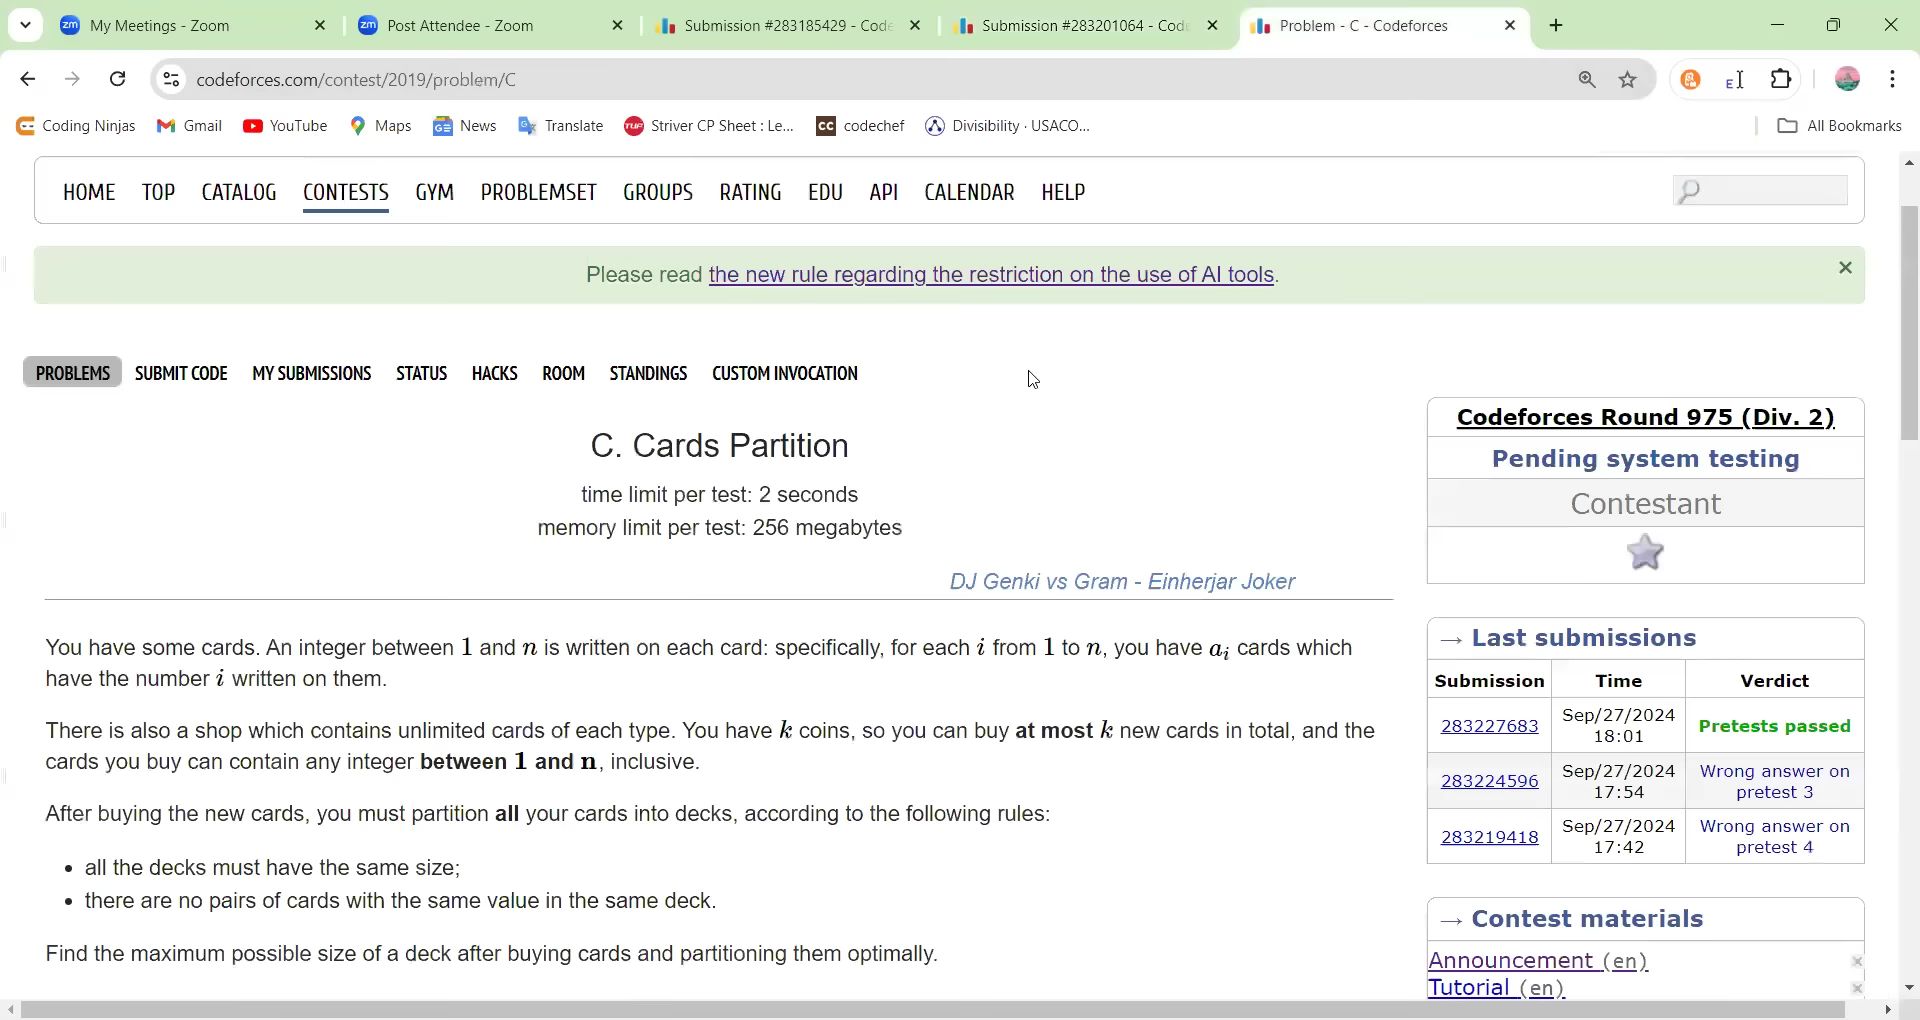 My Meetings - Zoom
Post Attendee - Zoom
Submission #283185429 - Code
Submission #283201064 - Code
Problem - C - Codeforces
codeforces.com/contest/2019/problem/C
Coding Ninjas
Gmail
YouTube
Maps
News
Translate
Striver CP Sheet : Le...
codechef
Divisibility · USACO...
All Bookmarks
HOME TOP CATALOG CONTESTS GYM PROBLEMSET GROUPS RATING EDU API CALENDAR HELP
Please read the new rule regarding the restriction on the use of AI tools.
PROBLEMS SUBMIT CODE MY SUBMISSIONS STATUS HACKS ROOM STANDINGS CUSTOM INVOCATION
C. Cards Partition
time limit per test: 2 seconds
memory limit per test: 256 megabytes
DJ Genki vs Gram - Einherjar Joker
You have some cards. An integer between 1 and n is written on each card: specifically, for each i from 1 to n, you have a_i cards which
have the number i written on them.
There is also a shop which contains unlimited cards of each type. You have k coins, so you can buy at most k new cards in total, and the
cards you buy can contain any integer between 1 and n, inclusive.
After buying the new cards, you must partition all your cards into decks, according to the following rules:
• all the decks must have the same size;
• there are no pairs of cards with the same value in the same deck.
Find the maximum possible size of a deck after buying cards and partitioning them optimally.
Codeforces Round 975 (Div. 2)
Pending system testing
Contestant
→ Last submissions
Submission Time Verdict
283227683 Sep/27/2024 18:01 Pretests passed
283224596 Sep/27/2024 17:54 Wrong answer on pretest 3
283219418 Sep/27/2024 17:42 Wrong answer on pretest 4
→ Contest materials
Announcement (en)
Tutorial (en)